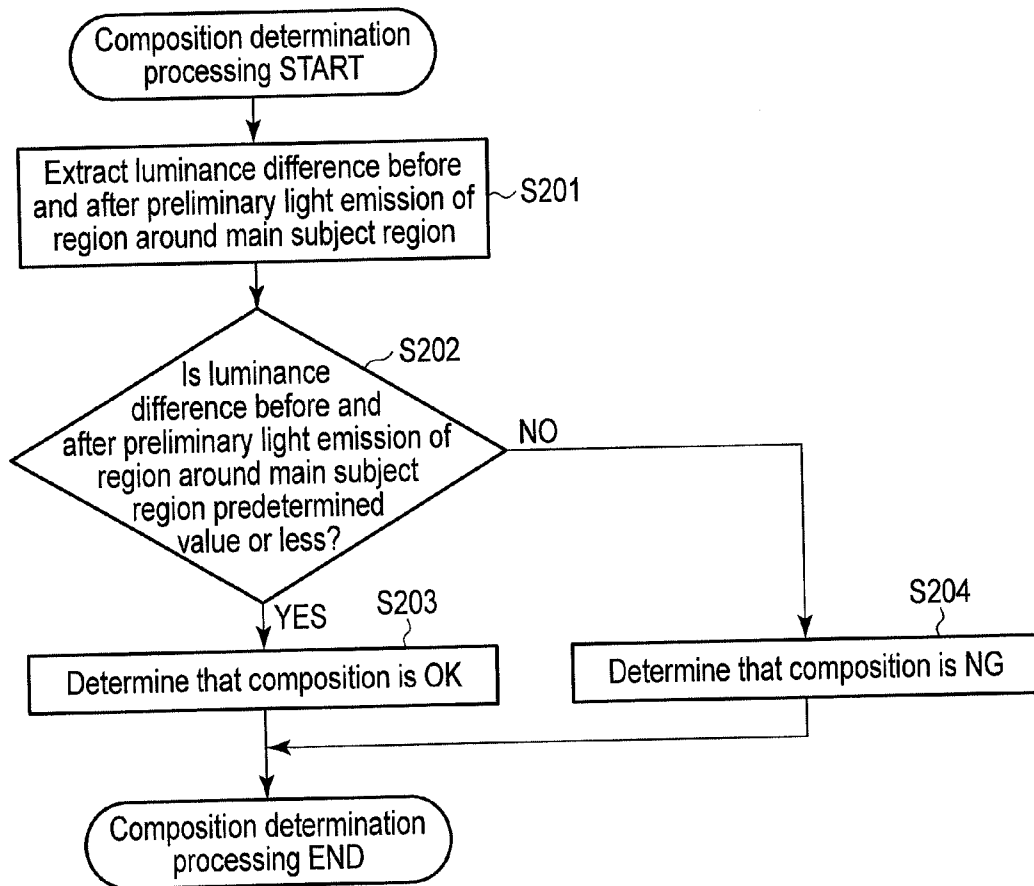 Composition determination
processing START
Extract luminance difference before
and after preliminary light emission of
region around main subject region
S201
S202
Is luminance
difference before and
after preliminary light emission of
region around main subject
region predetermined
value or less?
NO
YES
S203
Determine that composition is OK
S204
Determine that composition is NG
Composition determination
processing END